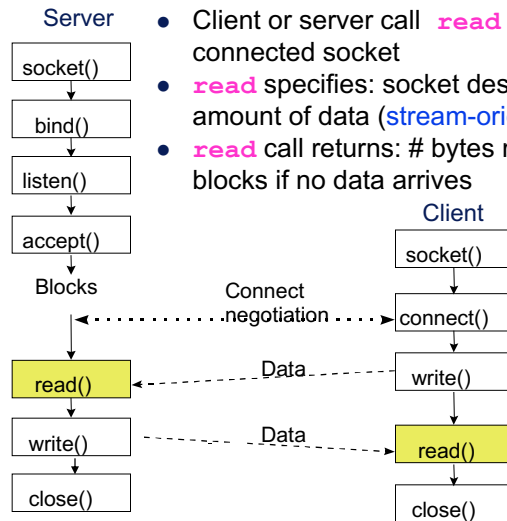 Server
• Client or server call read
connected socket
• read specifies: socket des
amount of data (stream-ori
• read call returns: # bytes
blocks if no data arrives
socket()
bind()
listen()
accept()
Blocks
Client
socket()
Connect
negotiation
connect()
Data
read()
write()
Data
write()
read()
close()
close()